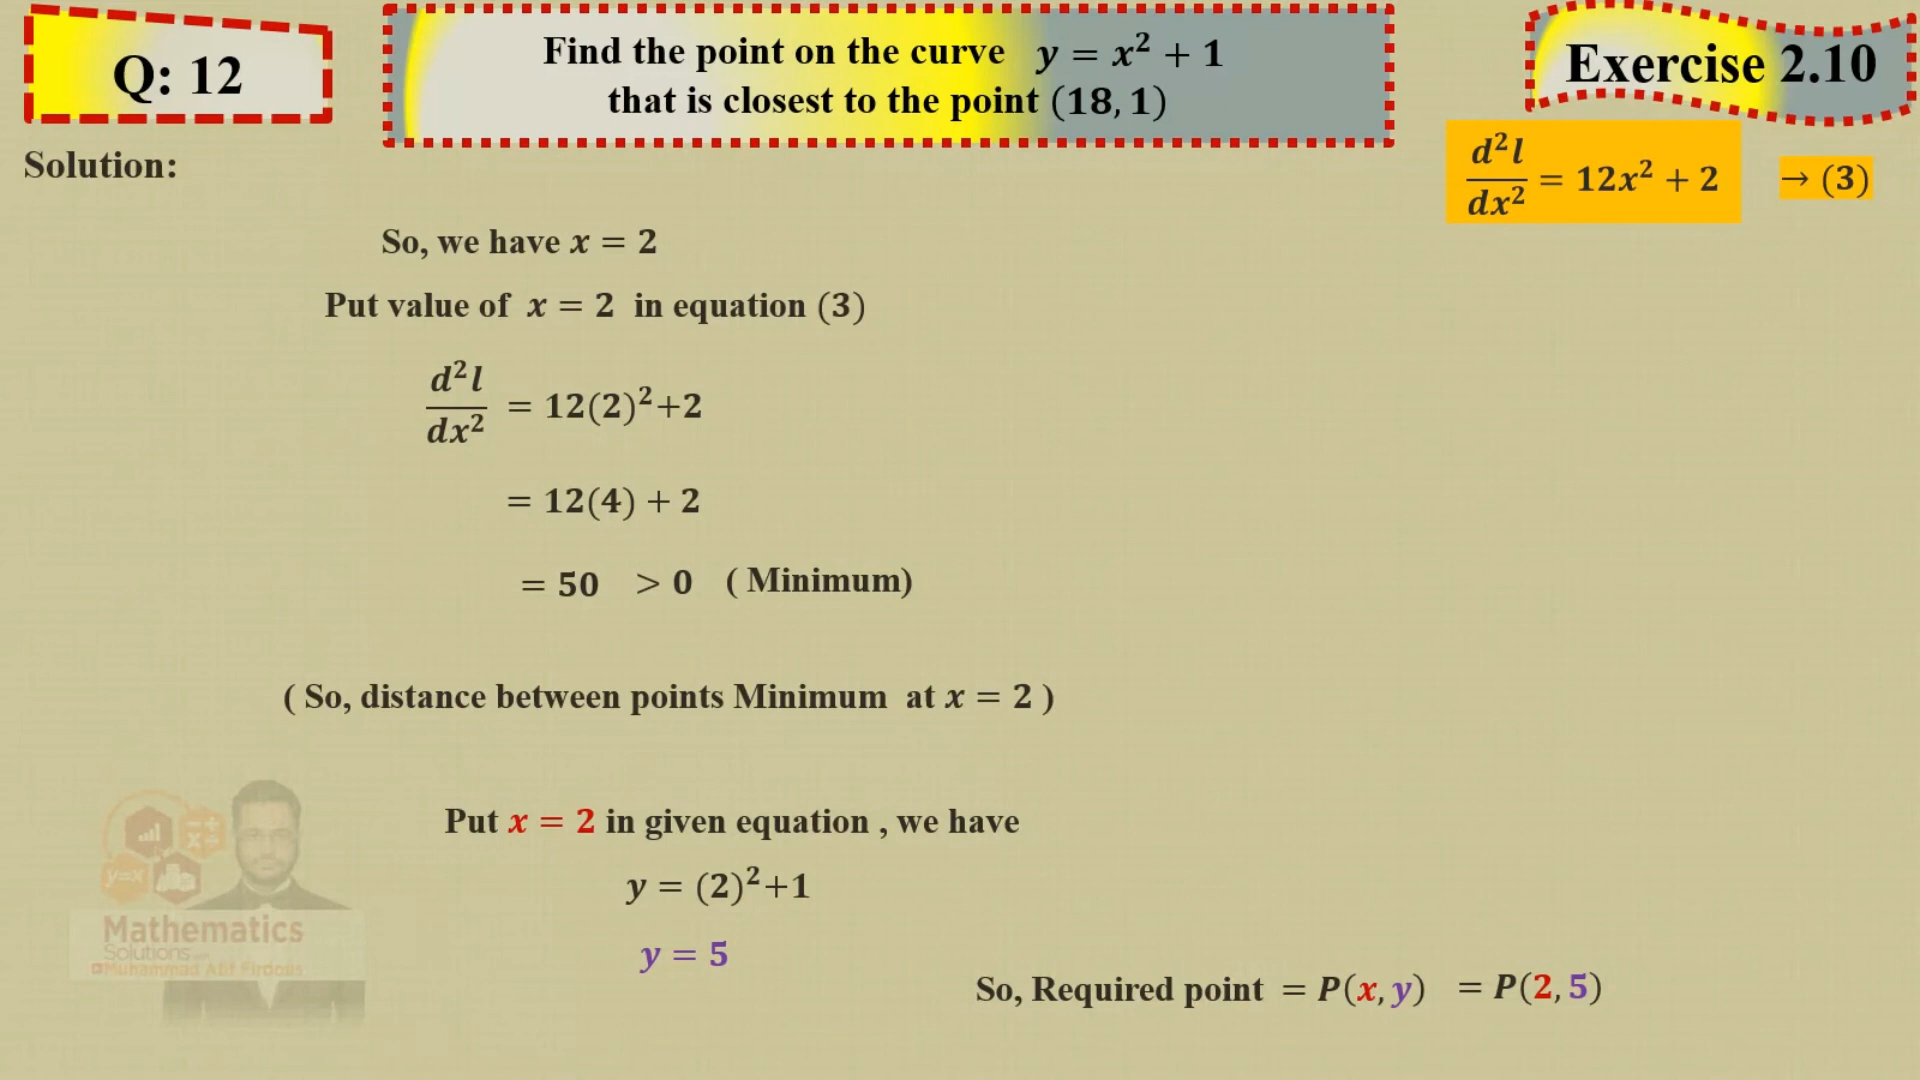 Q: 12
Find the point on the curve y = x² + 1
that is closest to the point (18, 1)
Exercise 2.10
Solution:
d²l/dx² = 12x² + 2 → (3)
So, we have x = 2
Put value of x = 2 in equation (3)
d²l/dx² = 12(2)²+2
= 12(4) + 2
= 50 > 0 ( Minimum)
( So, distance between points Minimum at x = 2 )
Put x = 2 in given equation , we have
y = (2)²+1
y = 5
So, Required point = P(x, y) = P(2, 5)
y=x
Mathematics
Solutions
Muhammad Atif Firdous